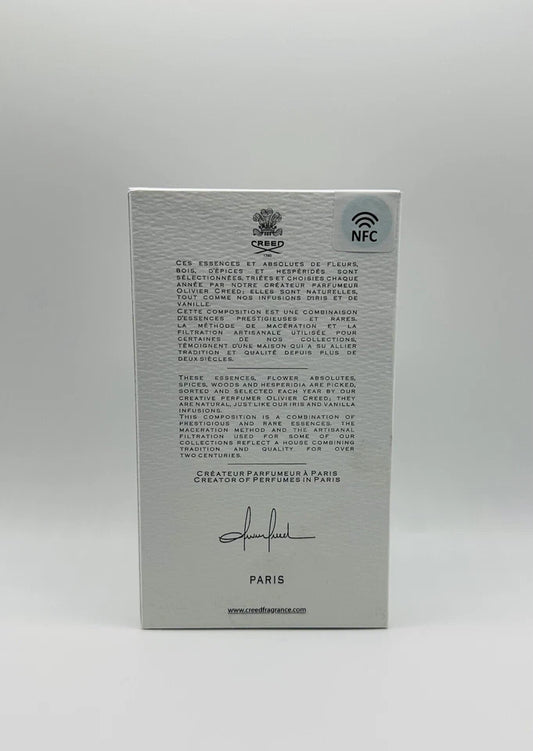 NFC
CREED
1760
CES ESSENCES ET ABSOLUES DE FLEURS,
BOIS, D'ÉPICES ET HESPÉRIDÉS SONT
SÉLECTIONNÉES, TRIÉES ET CHOISIES CHAQUE
ANNÉE PAR NOTRE CRÉATEUR PARFUMEUR
OLIVIER CREED; ELLES SONT NATURELLES,
TOUT COMME NOS INFUSIONS D'IRIS ET DE
VANILLE.
CETTE COMPOSITION EST UNE COMBINAISON
D'ESSENCES PRESTIGIEUSES ET RARES.
LA MÉTHODE DE MACÉRATION ET LA
FILTRATION ARTISANALE UTILISÉE POUR
CERTAINES DE NOS COLLECTIONS,
TÉMOIGNENT D'UNE MAISON QUI A SU ALLIER
TRADITION ET QUALITÉ DEPUIS PLUS DE
DEUX SIÈCLES.
THESE ESSENCES, FLOWER ABSOLUTES,
SPICES, WOODS AND HESPERIDIA ARE PICKED,
SORTED AND SELECTED EACH YEAR BY OUR
CREATIVE PERFUMER OLIVIER CREED; THEY
ARE NATURAL, JUST LIKE OUR IRIS AND VANILLA
INFUSIONS.
THIS COMPOSITION IS A COMBINATION OF
PRESTIGIOUS AND RARE ESSENCES. THE
MACERATION METHOD AND THE ARTISANAL
FILTRATION USED FOR SOME OF OUR
COLLECTIONS REFLECT A HOUSE COMBINING
TRADITION AND QUALITY FOR OVER
TWO CENTURIES.
CRÉATEUR PARFUMEUR À PARIS
CREATOR OF PERFUMES IN PARIS
PARIS
www.creedfragrance.com